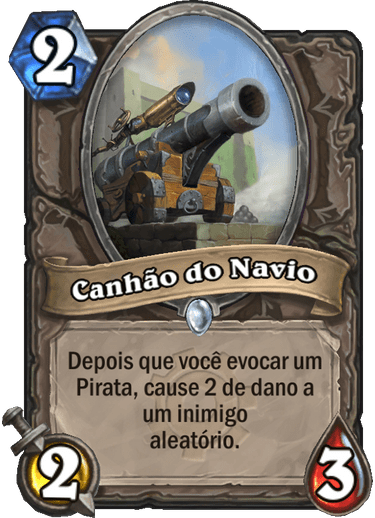 2
Canhão do Navio
Depois que você evocar um
Pirata, cause 2 de dano a
um inimigo
aleatório.
2
3